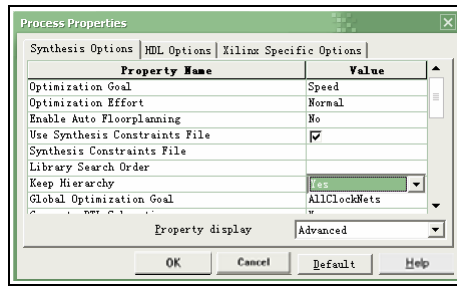 Process Properties
Synthesis Options HDL Options Xilinx Specific Options
Property Name Value
Optimization Goal Speed
Optimization Effort Normal
Enable Auto Floorplanning No
Use Synthesis Constraints File
Synthesis Constraints File
Library Search Order
Keep Hierarchy Yes
Global Optimization Goal AllClockNets
Property display Advanced
OK Cancel Default Help